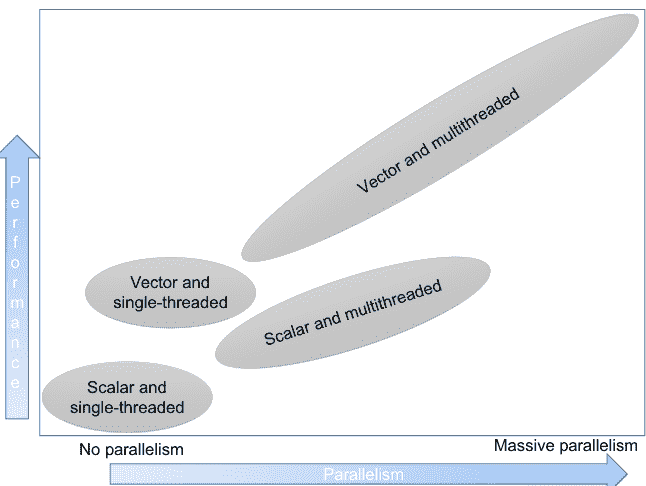 Vector and multithreaded
Performance
Vector and
single-threaded
Scalar and multithreaded
Scalar and
single-threaded
No parallelism
Massive parallelism
Parallelism